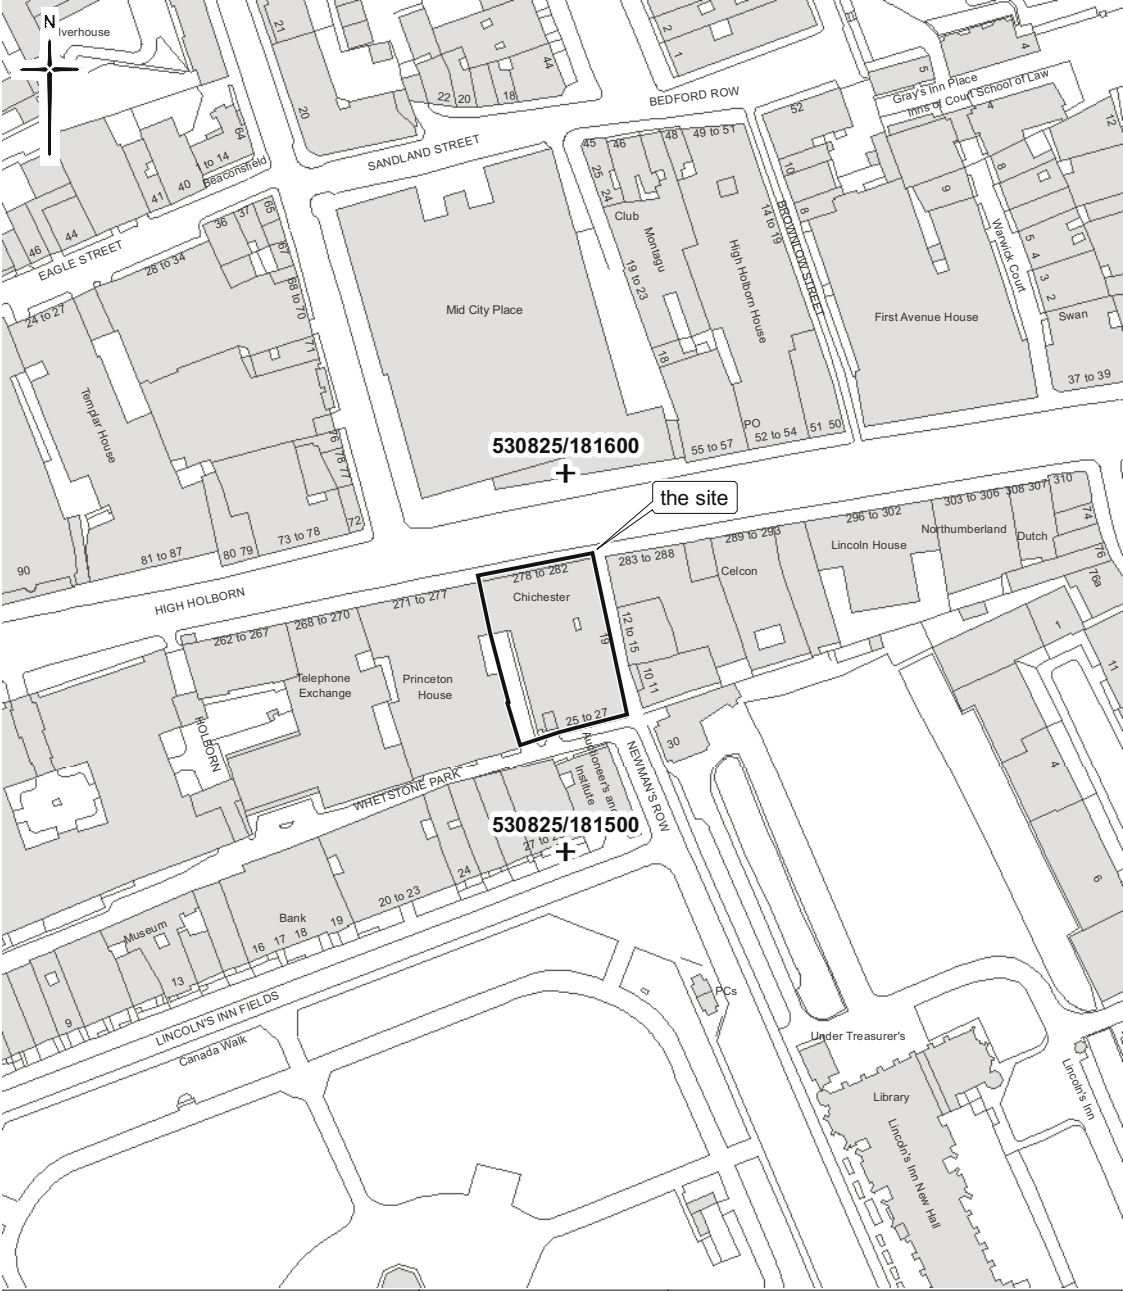 N
lverhouse
21
2
1
44
22 20
18
20
64
BEDFORD ROW
5
4
Gray's Inn Place
Inns of Court School of Law
4
52
12
SANDLAND STREET
45
46
48
49 to 51
1 to 14
Beaconsfield
41
40
25
24
10
8
8
9
Club
36
37
65
67
46
44
EAGLE STREET
28 to 34
14 to 19
BROWNLOW STREET
Montagu
High Holborn House
Warwick Court
5
4
3
2
19 to 23
68 to 70
24 to 27
Mid City Place
First Avenue House
Swan
71
18
Templar House
37 to 39
76
78 77
PO
55 to 57
52 to 54
51
50
530825/181600
the site
72
73 to 78
80 79
81 to 87
90
303 to 306
308
307
310
296 to 302
Northumberland
74
289 to 293
Lincoln House
Dutch
76
76a
283 to 288
Celcon
278 to 282
Chichester
HIGH HOLBORN
271 to 277
268 to 270
262 to 267
12 to 15
19
1
11
10 11
Telephone
Exchange
Princeton
House
25 to 27
HOLBORN
30
Auctioneer's and
Institute
NEWMAN'S ROW
4
WHETSTONE PARK
530825/181500
27 to
24
20 to 23
6
Bank
19
18
17
16
Museum
13
9
LINCOLN'S INN FIELDS
Canada Walk
PCs
Under Treasurer's
Library
Lincoln's Inn
Lincoln's Inn New Hall